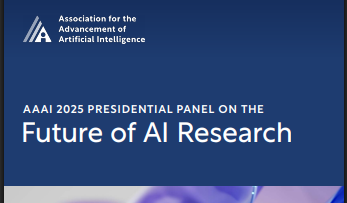 Association for the
Advancement of
Artificial Intelligence
AAAI 2025 PRESIDENTIAL PANEL ON THE
Future of AI Research